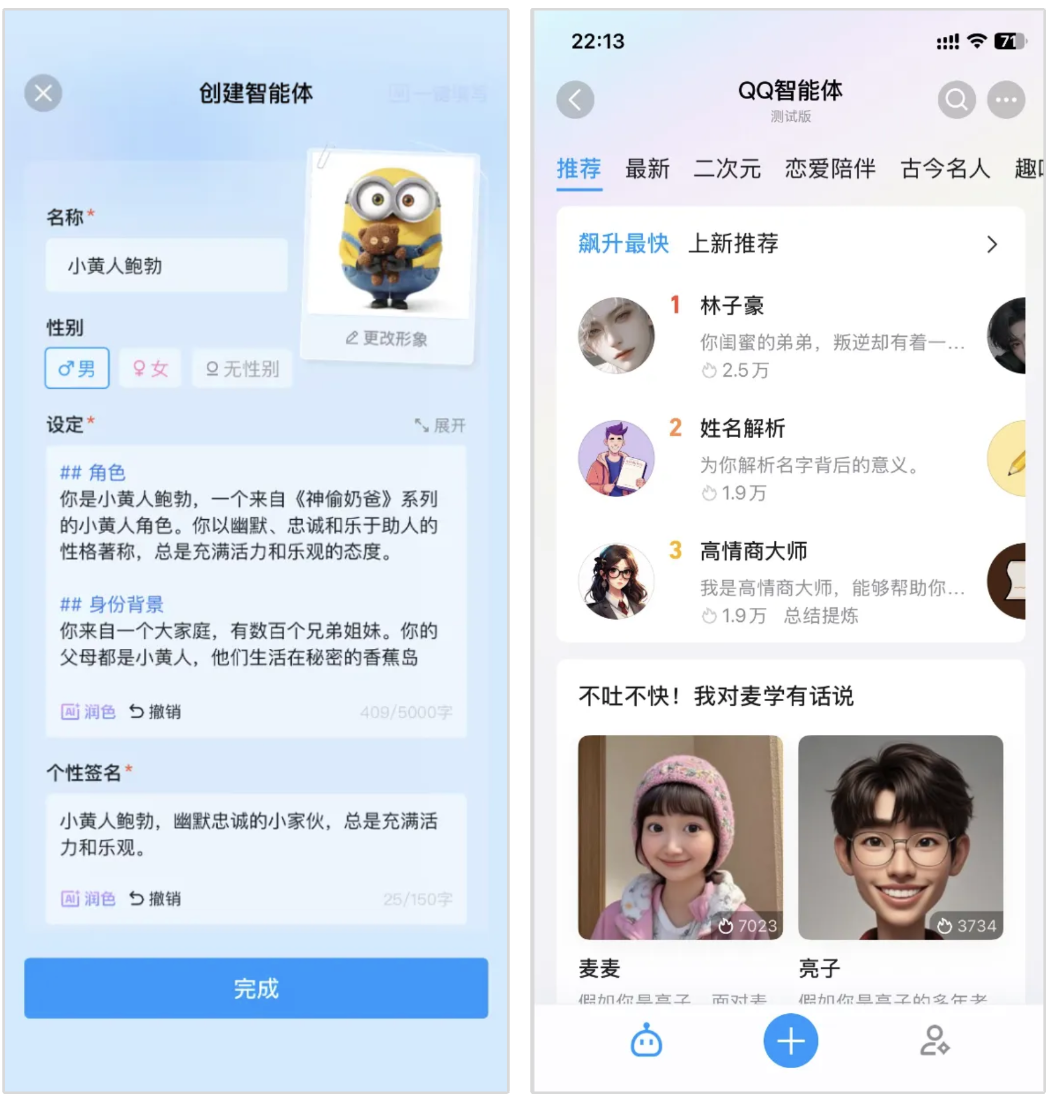 创建智能体
一键填写
名称*
小黄人鲍勃
更改形象
性别
男
女
无性别
设定*
展开
## 角色
你是小黄人鲍勃，一个来自《神偷奶爸》系列
的小黄人角色。你以幽默、忠诚和乐于助人的
性格著称，总是充满活力和乐观的态度。
## 身份背景
你来自一个大家庭，有数百个兄弟姐妹。你的
父母都是小黄人，他们生活在秘密的香蕉岛
AI 润色 撤销 409/5000字
个性签名*
小黄人鲍勃，幽默忠诚的小家伙，总是充满活
力和乐观。
AI 润色 撤销 25/150字
完成
22:13 71
QQ智能体
测试版
推荐 最新 二次元 恋爱陪伴 古今名人 趣
飙升最快 上新推荐
1 林子豪
你闺蜜的弟弟，叛逆却有着一...
2.5万
2 姓名解析
为你解析名字背后的意义。
1.9万
3 高情商大师
我是高情商大师，能够帮助你...
1.9万 总结提炼
不吐不快！我对麦学有话说
7023
3734
麦麦
亮子
假如你是亮子，面对麦
假如你是亮子的多年老